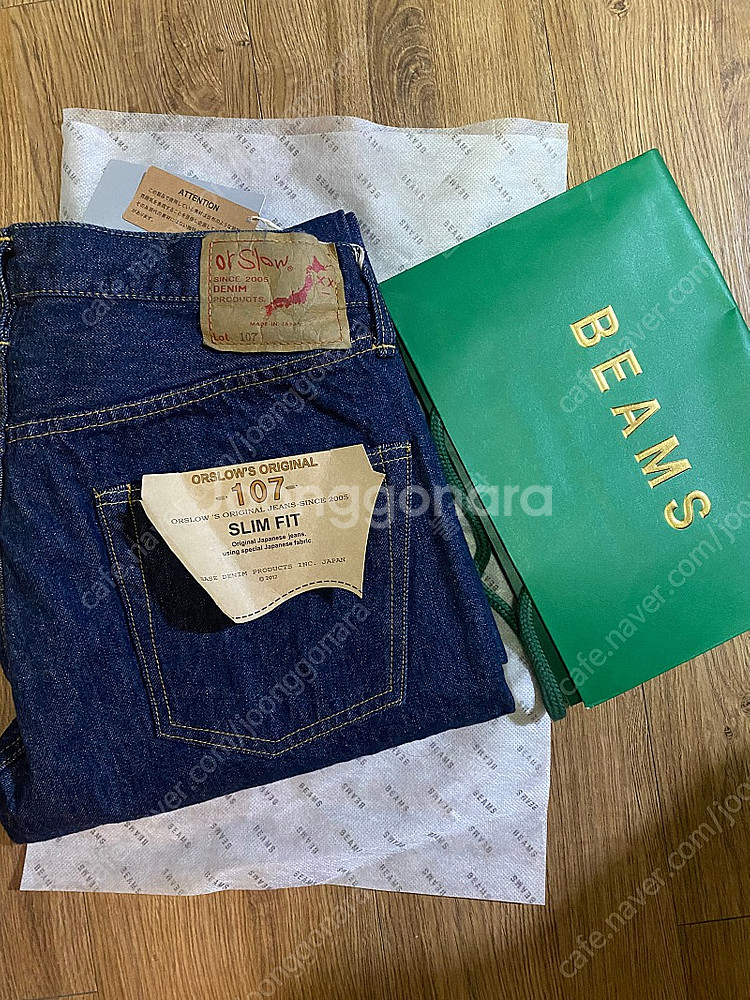 ATTENTION
orSlow®
SINCE 2005
DENIM
PRODUCTS.
MADE IN JAPAN
Lot 107
ORSLOW'S ORIGINAL
-107-
ORSLOW'S ORIGINAL JEANS-SINCE 2005
SLIM FIT
Original Japanese jeans,
using special Japanese fabric
BASE DENIM PRODUCTS INC. JAPAN
©2012
BEAMS
joonggonara
cafe.naver.com/joonggonara
BEAMS